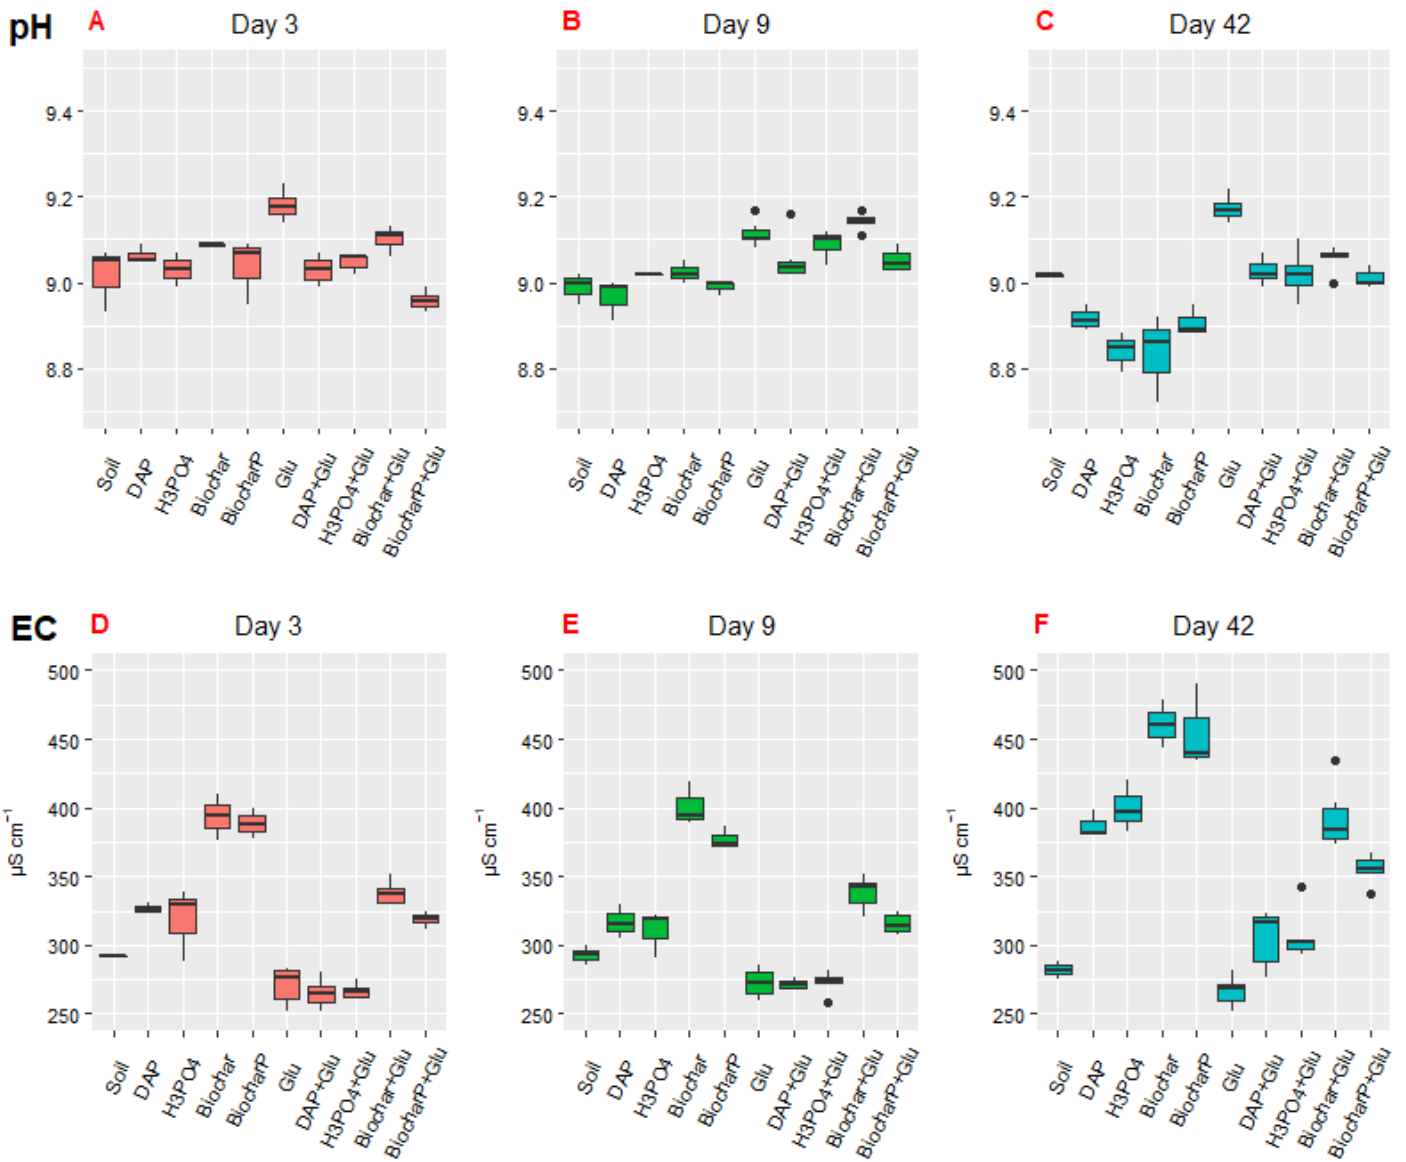 pH
A Day 3
B Day 9
C Day 42
9.4
9.2
9.0
8.8
Soil
DAP
H3PO4
Biochar
BiocharP
Glu
DAP+Glu
H3PO4+Glu
Biochar+Glu
BiocharP+Glu
9.4
9.2
9.0
8.8
Soil
DAP
H3PO4
Biochar
BiocharP
Glu
DAP+Glu
H3PO4+Glu
Biochar+Glu
BiocharP+Glu
9.4
9.2
9.0
8.8
Soil
DAP
H3PO4
Biochar
BiocharP
Glu
DAP+Glu
H3PO4+Glu
Biochar+Glu
BiocharP+Glu
EC
D Day 3
E Day 9
F Day 42
µS cm⁻¹
500
450
400
350
300
250
Soil
DAP
H3PO4
Biochar
BiocharP
Glu
DAP+Glu
H3PO4+Glu
Biochar+Glu
BiocharP+Glu
µS cm⁻¹
500
450
400
350
300
250
Soil
DAP
H3PO4
Biochar
BiocharP
Glu
DAP+Glu
H3PO4+Glu
Biochar+Glu
BiocharP+Glu
µS cm⁻¹
500
450
400
350
300
250
Soil
DAP
H3PO4
Biochar
BiocharP
Glu
DAP+Glu
H3PO4+Glu
Biochar+Glu
BiocharP+Glu